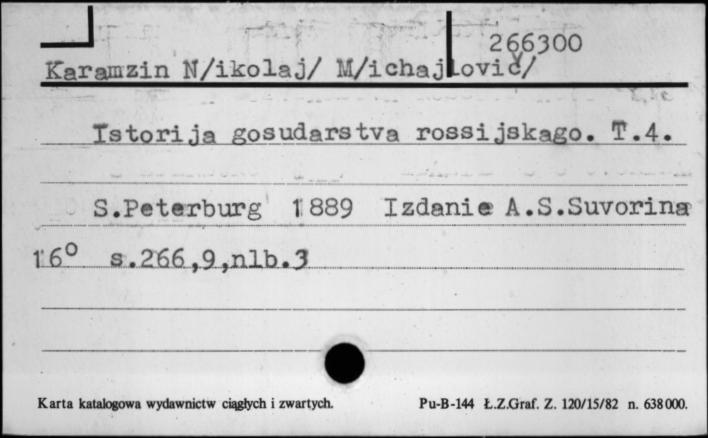 266300
Karamzin N/ikolaj/ M/ichajlovič/
Istorija gosudarstva rossijskago. T.4.
S.Peterburg 1889 Izdanie A.S.Suvorina
16° s.266,9,nlb.3
Karta katalogowa wydawnictw ciągłych i zwartych. Pu-B-144 Ł.Z.Graf. Z. 120/15/82 n. 638000.